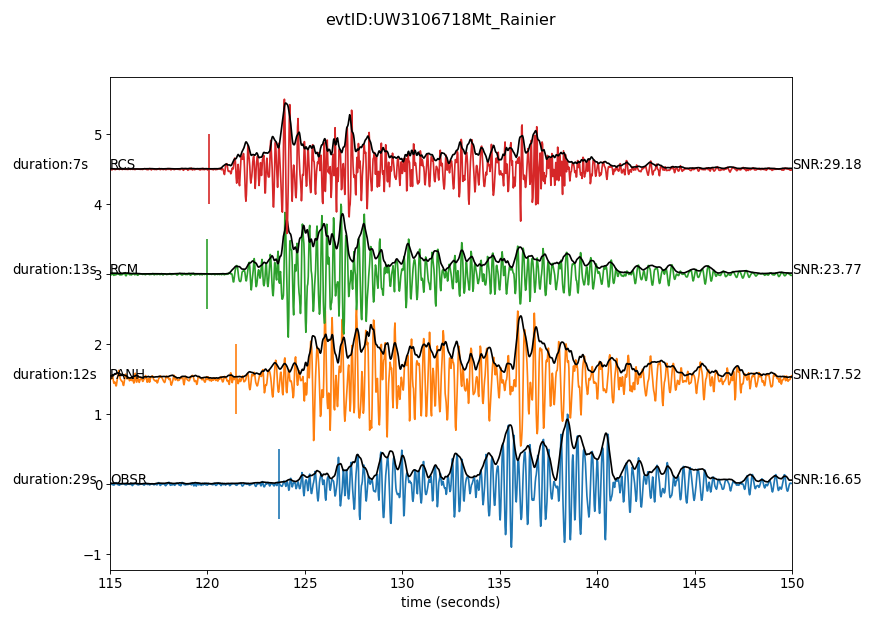 evtID:UW3106718Mt_Rainier
5
duration:7s RCS SNR:29.18
4
duration:13s RCM SNR:23.77
3
2
duration:12s PANH SNR:17.52
1
duration:29s OBSR SNR:16.65
0
−1
115 120 125 130 135 140 145 150
time (seconds)